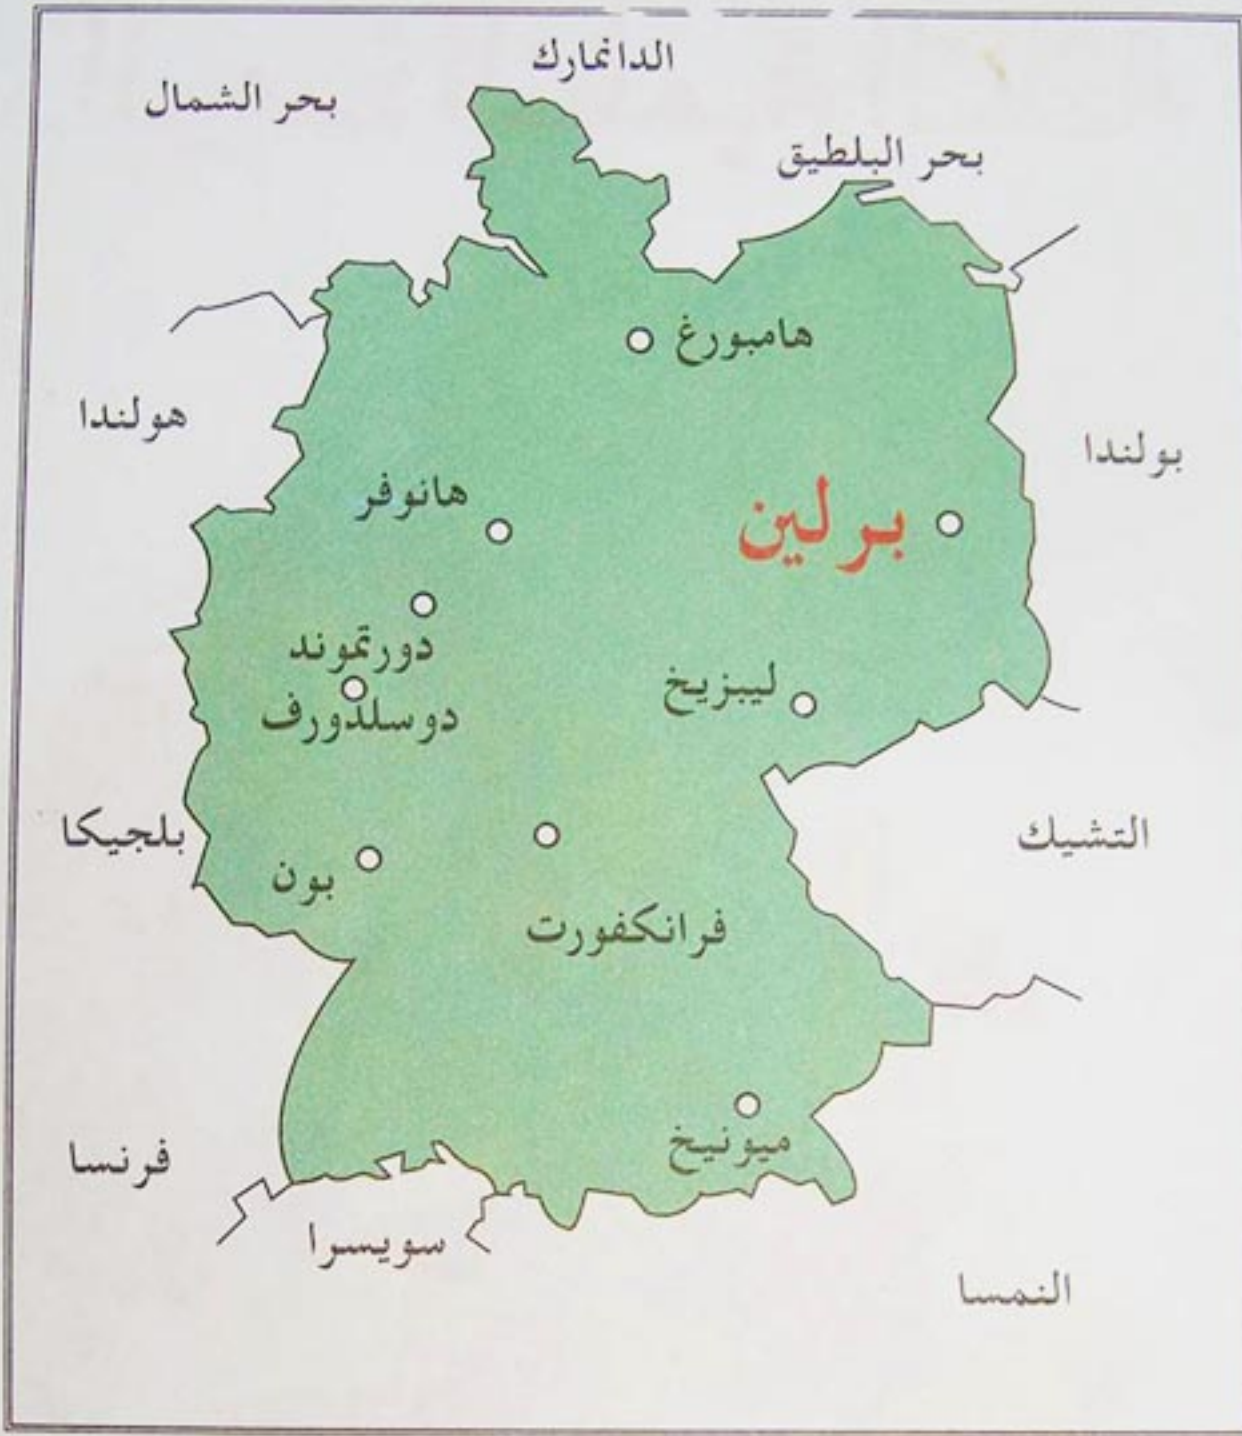 الدانمارك
بحر الشمال
بحر البلطيق
هامبورغ
هولندا
بولندا
هانوفر
برلين
دورتموند
ليبزيخ
دوسلدورف
بلجيكا
التشيك
بون
فرانكفورت
ميونيخ
فرنسا
سويسرا
النمسا